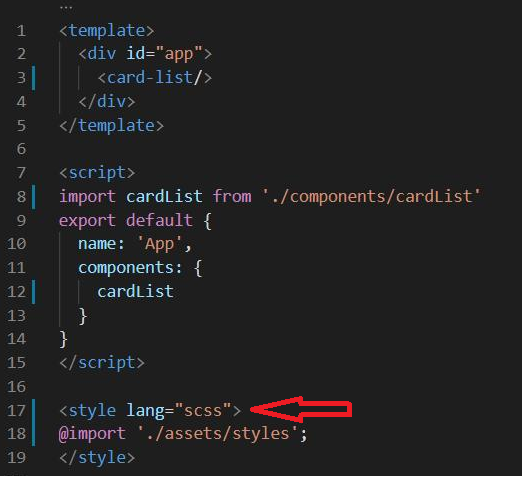 ...
1 <template>
2 <div id="app">
3 <card-list/>
4 </div>
5 </template>
6
7 <script>
8 import cardList from './components/cardList'
9 export default {
10 name: 'App',
11 components: {
12 cardList
13 }
14 }
15 </script>
16
17 <style lang="scss">
18 @import './assets/styles';
19 </style>